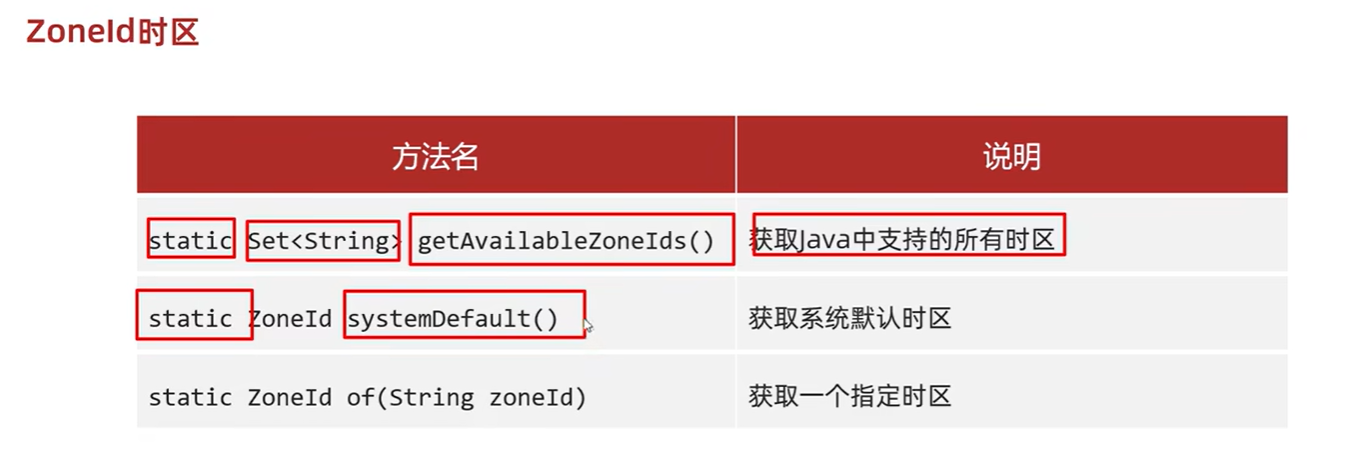 ZoneId时区
方法名 说明
static Set<String> getAvailableZoneIds() 获取Java中支持的所有时区
static ZoneId systemDefault() 获取系统默认时区
static ZoneId of(String zoneId) 获取一个指定时区